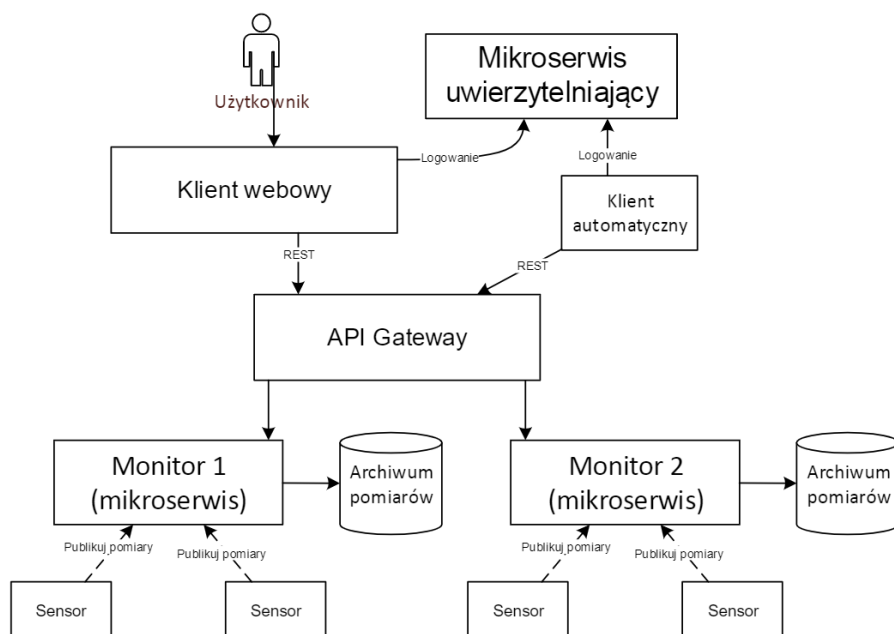 Użytkownik
Mikroserwis
uwierzytelniający
Logowanie
Logowanie
Klient webowy
Klient
automatyczny
REST
REST
API Gateway
Monitor 1
(mikroserwis)
Archiwum
pomiarów
Monitor 2
(mikroserwis)
Archiwum
pomiarów
Publikuj pomiary
Publikuj pomiary
Publikuj pomiary
Publikuj pomiary
Sensor
Sensor
Sensor
Sensor